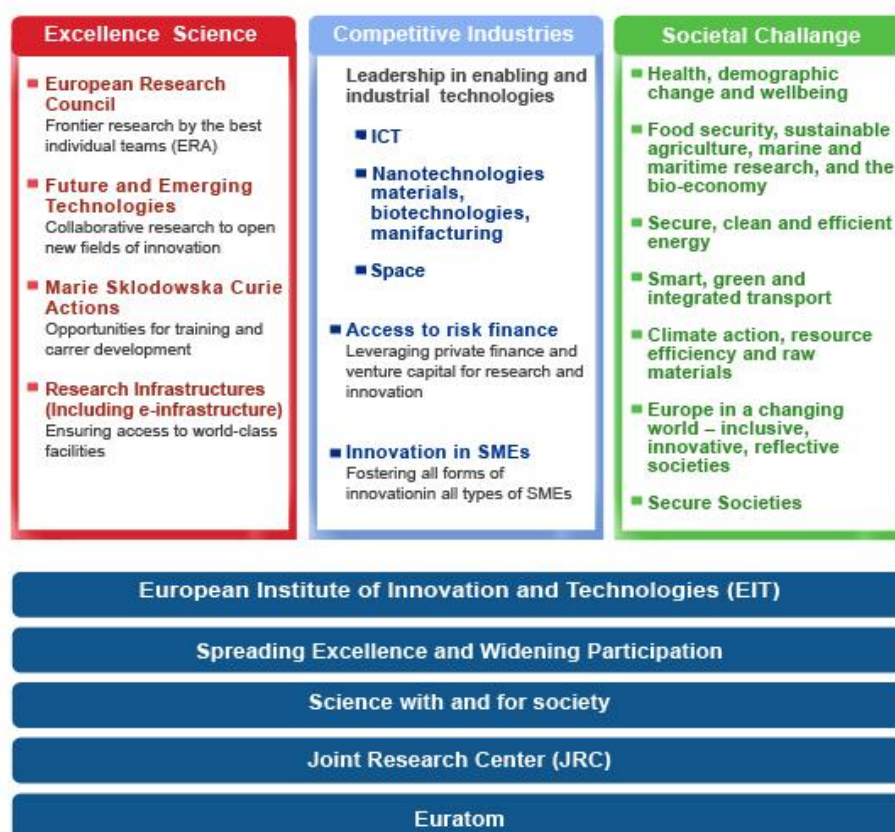 Excellence Science
European Research
Council
Frontier research by the best
individual teams (ERA)
Future and Emerging
Technologies
Collaborative research to open
new fields of innovation
Marie Sklodowska Curie
Actions
Opportunities for training and
carrer development
Research Infrastructures
(Including e-infrastructure)
Ensuring access to world-class
facilities
Competitive Industries
Leadership in enabling and
industrial technologies
ICT
Nanotechnologies
materials,
biotechnologies,
manifacturing
Space
Access to risk finance
Leveraging private finance and
venture capital for research and
innovation
Innovation in SMEs
Fostering all forms of
innovationin all types of SMEs
Societal Challange
Health, demographic
change and wellbeing
Food security, sustainable
agriculture, marine and
maritime research, and the
bio-economy
Secure, clean and efficient
energy
Smart, green and
integrated transport
Climate action, resource
efficiency and raw
materials
Europe in a changing
world – inclusive,
innovative, reflective
societies
Secure Societies
European Institute of Innovation and Technologies (EIT)
Spreading Excellence and Widening Participation
Science with and for society
Joint Research Center (JRC)
Euratom